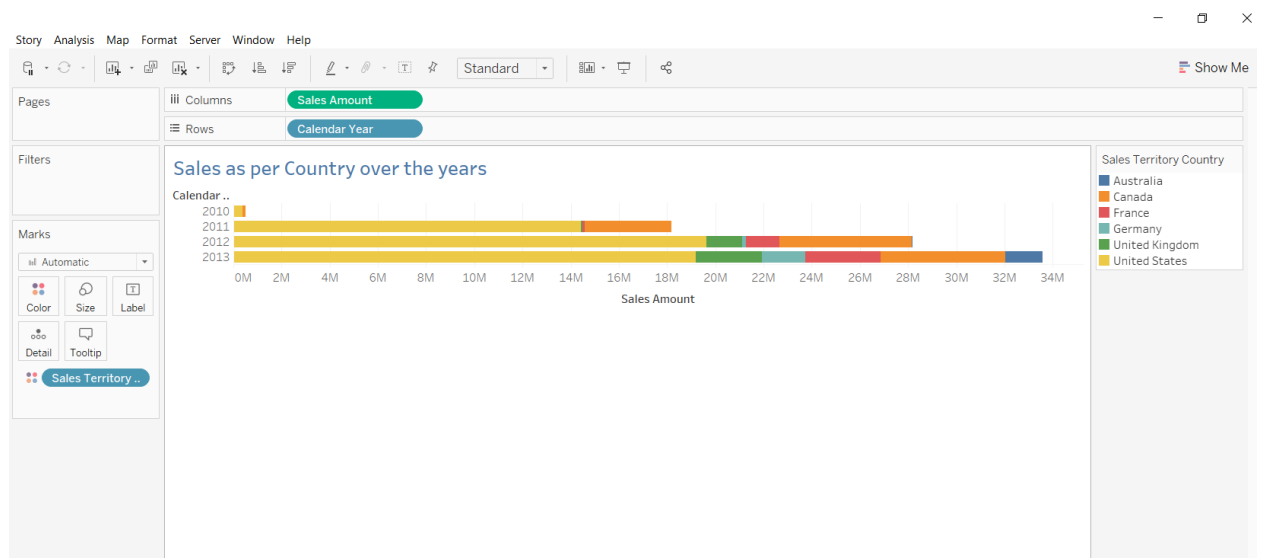 Story Analysis Map Format Server Window Help
Standard
Show Me
Pages
Columns
Sales Amount
Rows
Calendar Year
Filters
Sales as per Country over the years
Sales Territory Country
Calendar ..
Australia
2010
Canada
2011
France
2012
Germany
2013
United Kingdom
United States
Marks
Automatic
0M 2M 4M 6M 8M 10M 12M 14M 16M 18M 20M 22M 24M 26M 28M 30M 32M 34M
Sales Amount
Color Size Label
Detail Tooltip
Sales Territory ..